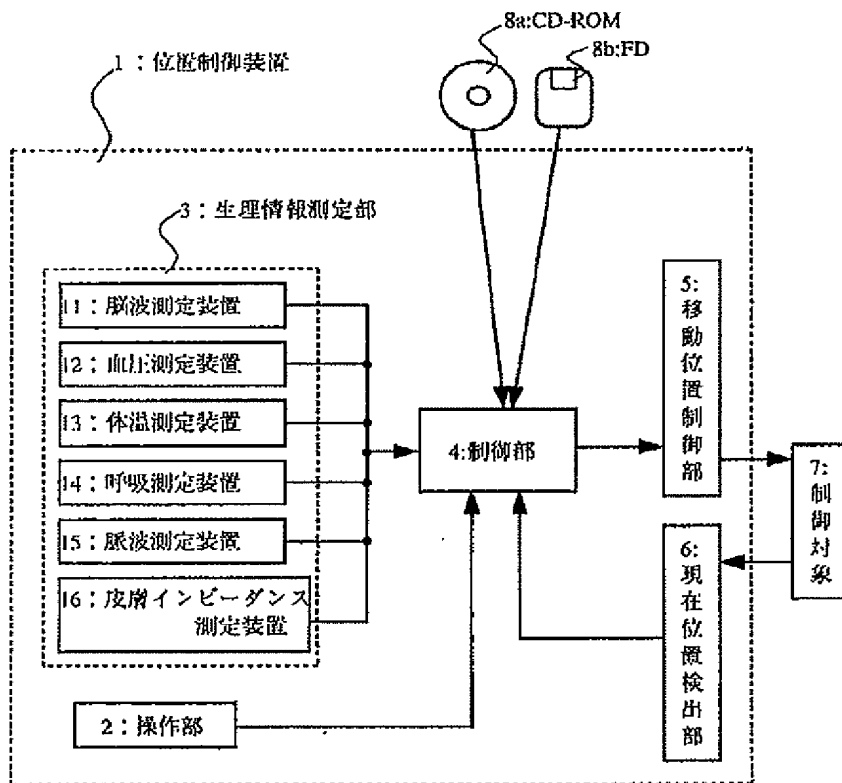 8a:CD-ROM
8b:FD
1：位置制御装置
3：生理情報測定部
11：脳波測定装置
12：血圧測定装置
13：体温測定装置
14：呼吸測定装置
15：脈波測定装置
16：皮膚インピーダンス
測定装置
2：操作部
4:制御部
5:移動位置制御部
6:現在位置検出部
7:制御対象